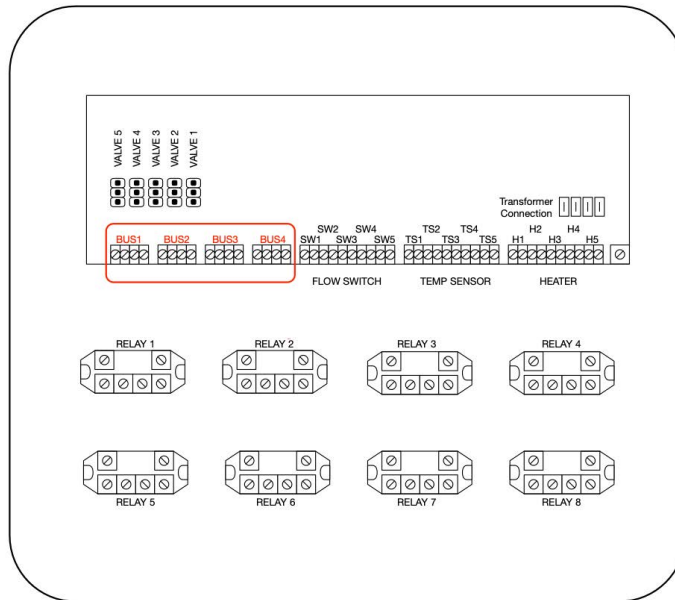 VALVE 5
VALVE 4
VALVE 3
VALVE 2
VALVE 1
Transformer
Connection
BUS1 BUS2 BUS3 BUS4
SW2 SW4
SW1 SW3 SW5
TS2 TS4
TS1 TS3 TS5
H2 H4
H1 H3 H5
FLOW SWITCH TEMP SENSOR HEATER
RELAY 1 RELAY 2 RELAY 3 RELAY 4
RELAY 5 RELAY 6 RELAY 7 RELAY 8